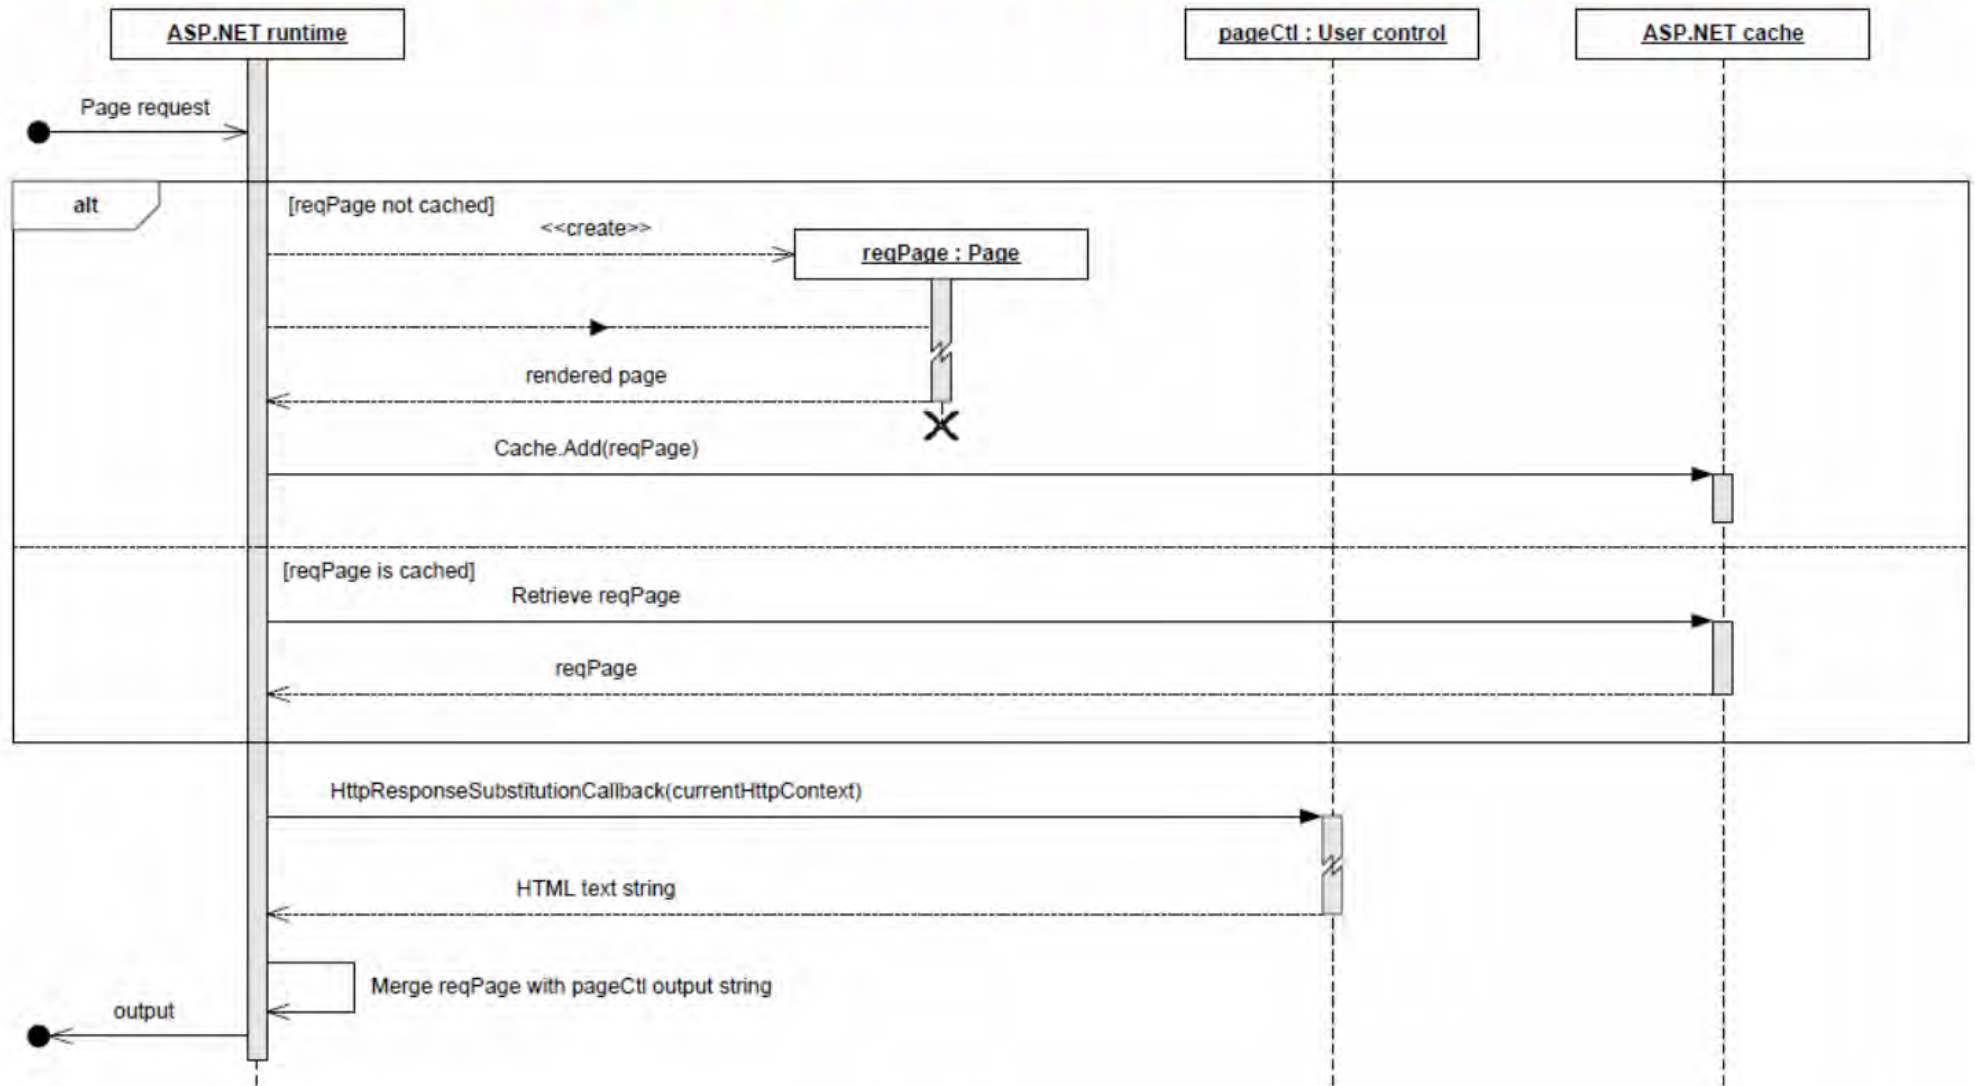 ASP.NET runtime
pageCtl : User control
ASP.NET cache
Page request
alt
[reqPage not cached]
<<create>>
reqPage : Page
rendered page
Cache.Add(reqPage)
[reqPage is cached]
Retrieve reqPage
reqPage
HttpResponseSubstitutionCallback(currentHttpContext)
HTML text string
Merge reqPage with pageCtl output string
output